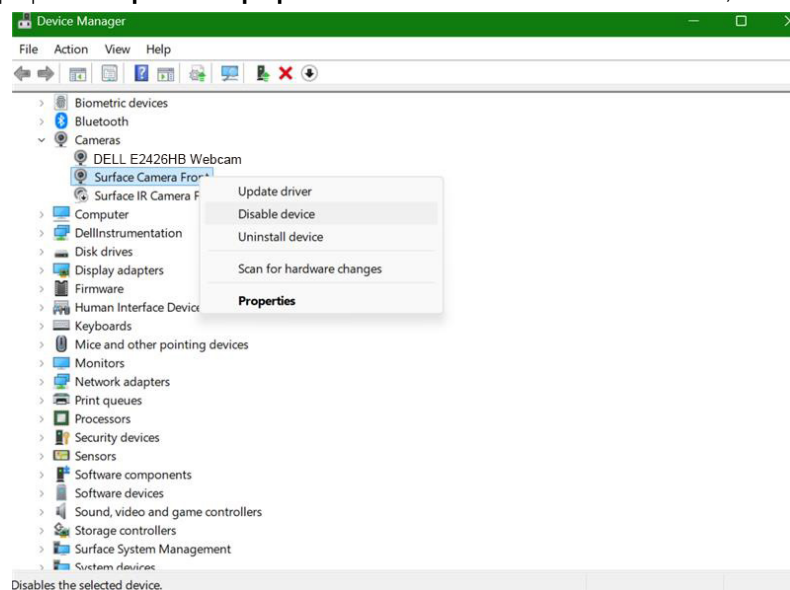 Device Manager
File Action View Help
Biometric devices
Bluetooth
Cameras
DELL E2426HB Webcam
Surface Camera Front
Surface IR Camera F
Update driver
Disable device
Uninstall device
Scan for hardware changes
Properties
Computer
DellInstrumentation
Disk drives
Display adapters
Firmware
Human Interface Device
Keyboards
Mice and other pointing devices
Monitors
Network adapters
Print queues
Processors
Security devices
Sensors
Software components
Software devices
Sound, video and game controllers
Storage controllers
Surface System Management
System devices
Disables the selected device.